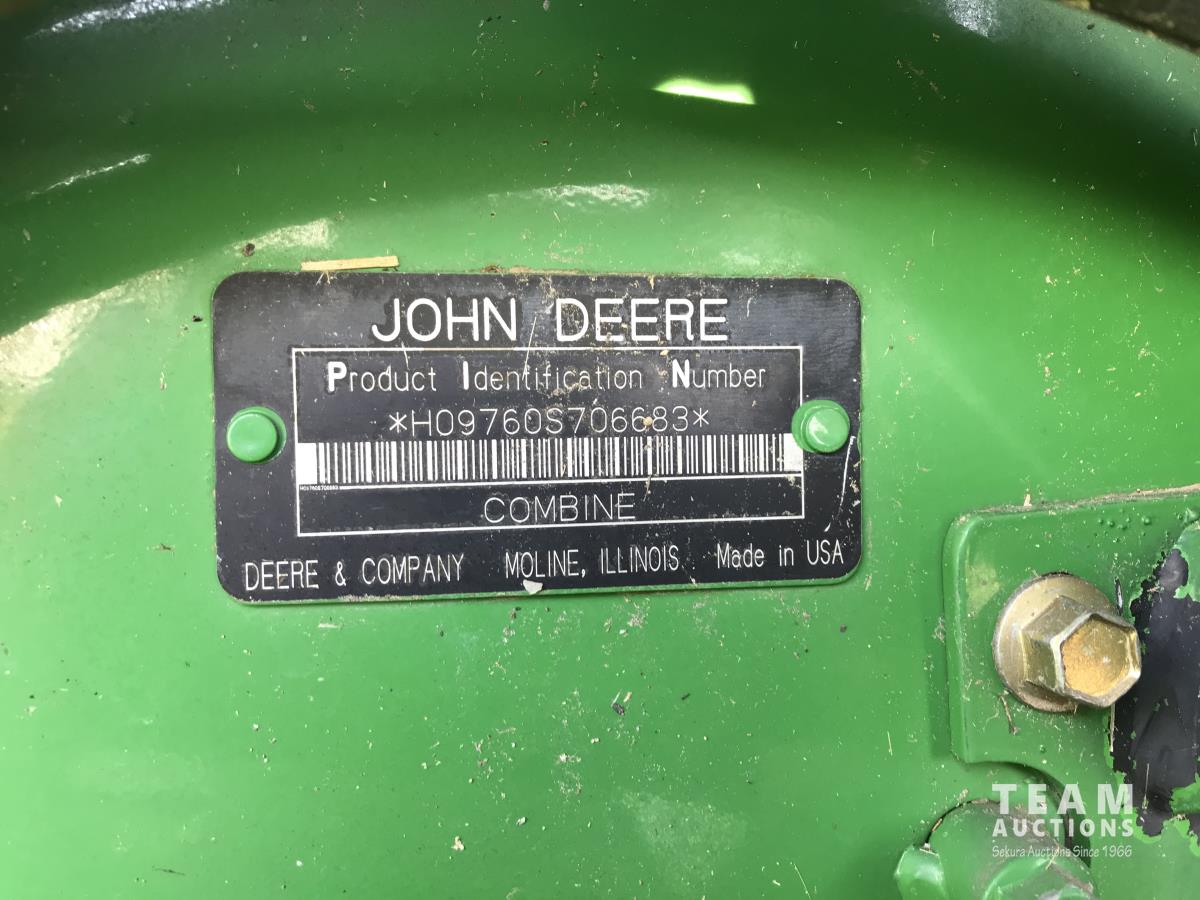 JOHN DEERE
Product Identification Number
*H09760S706683*
H09760S706683
COMBINE
DEERE & COMPANY MOLINE, ILLINOIS Made in USA
TEAM
AUCTIONS
Sekura Auctions Since 1966